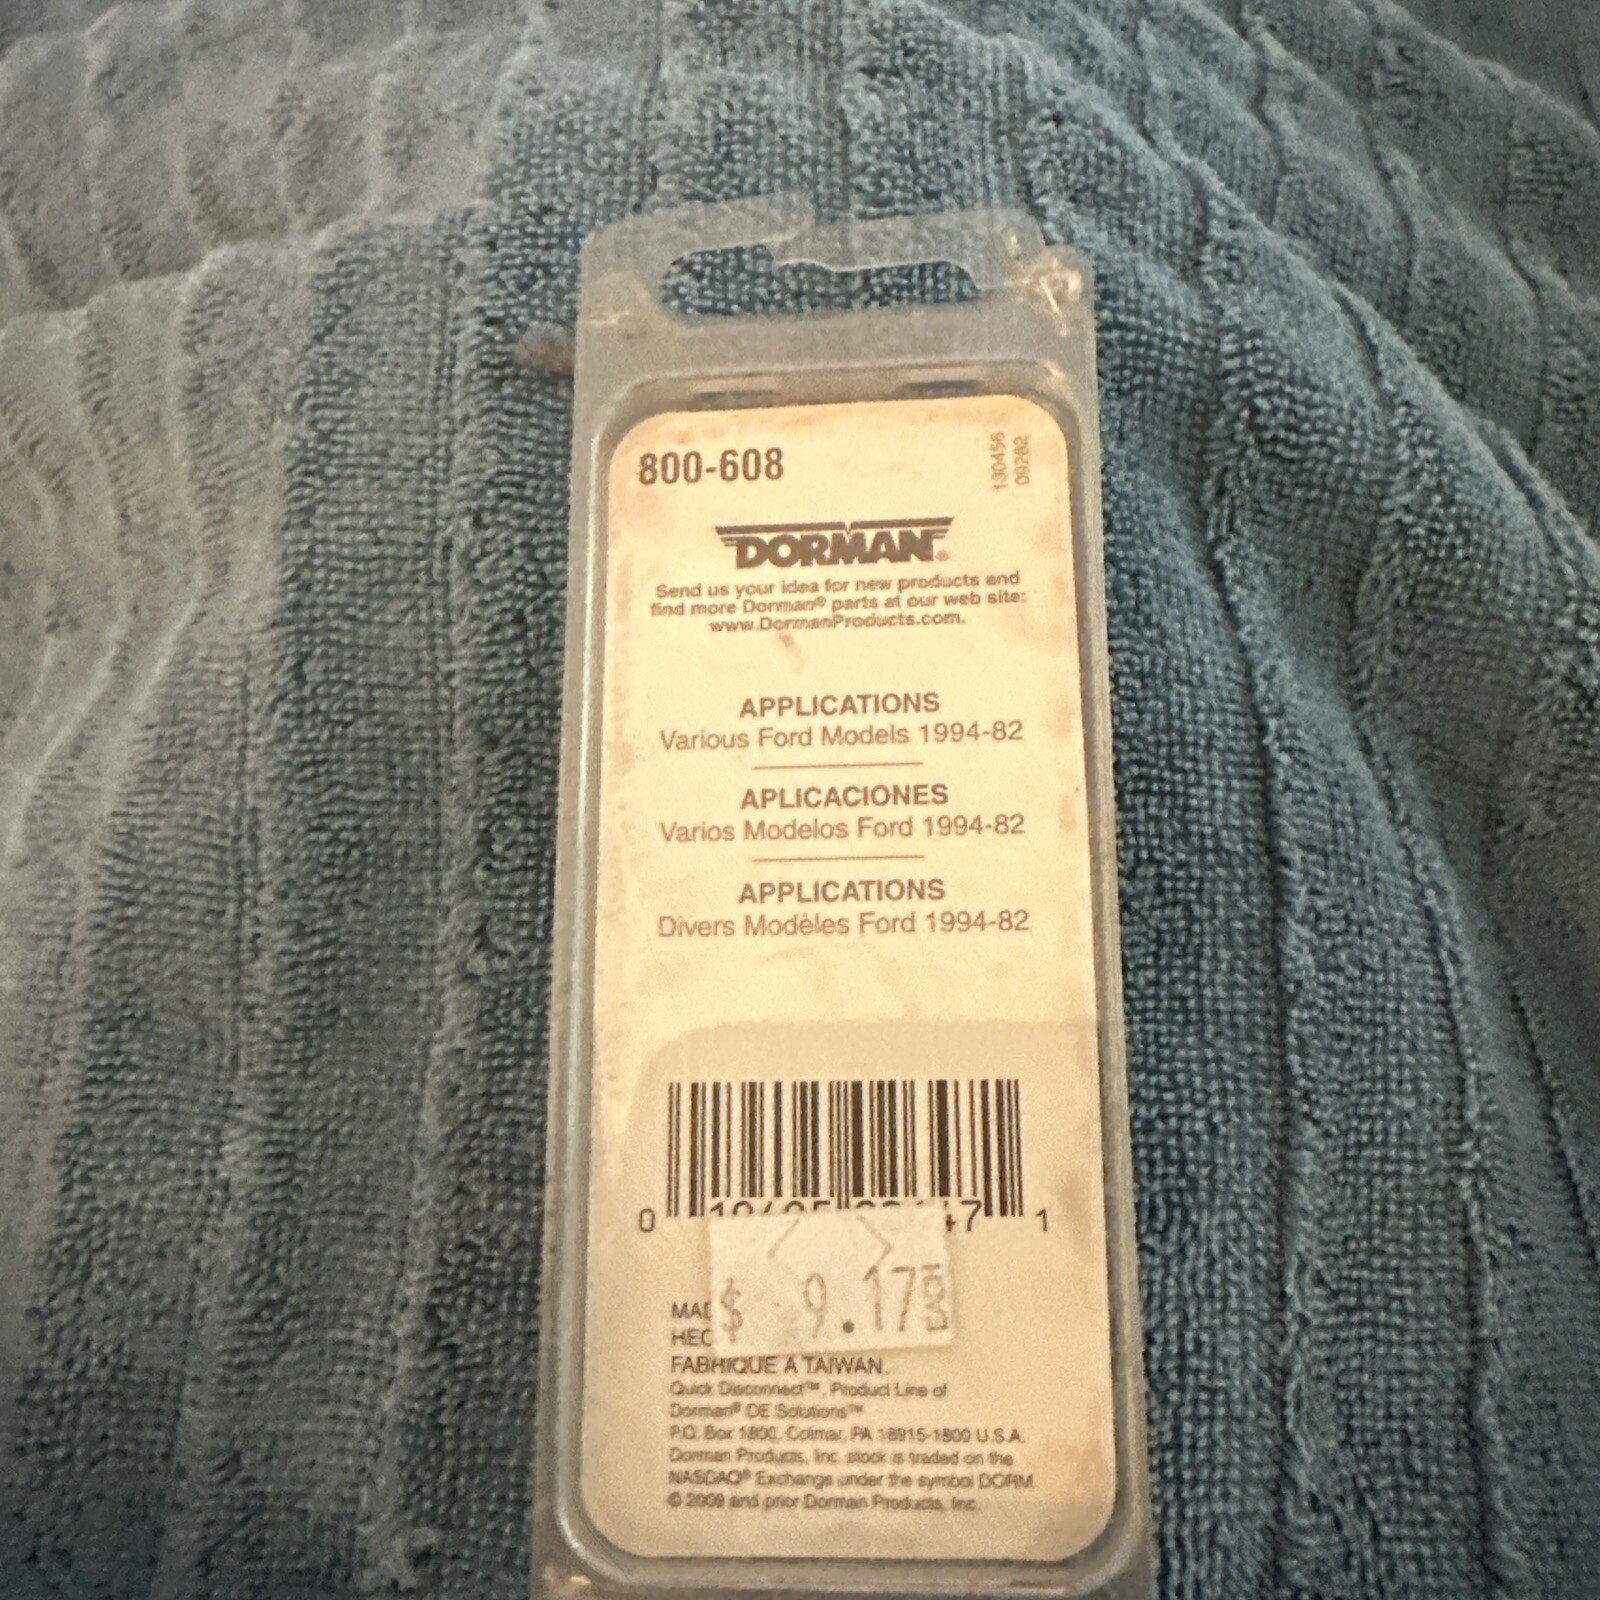 800-608
130456
09282
DORMAN®
Send us your idea for new products and
find more Dorman® parts at our web site:
www.DormanProducts.com.
APPLICATIONS
Various Ford Models 1994-82
APLICACIONES
Varios Modelos Ford 1994-82
APPLICATIONS
Divers Modèles Ford 1994-82
0 1
$ 9.17 EACH
FABRIQUE A TAIWAN.
Quick Disconnect™, Product Line of
Dorman® OE Solutions™
P.O. Box 1800, Colmar, PA 18915-1800 U.S.A.
Dorman Products, Inc. stock is traded on the
NASDAQ® Exchange under the symbol DORM.
© 2009 and prior Dorman Products, Inc.